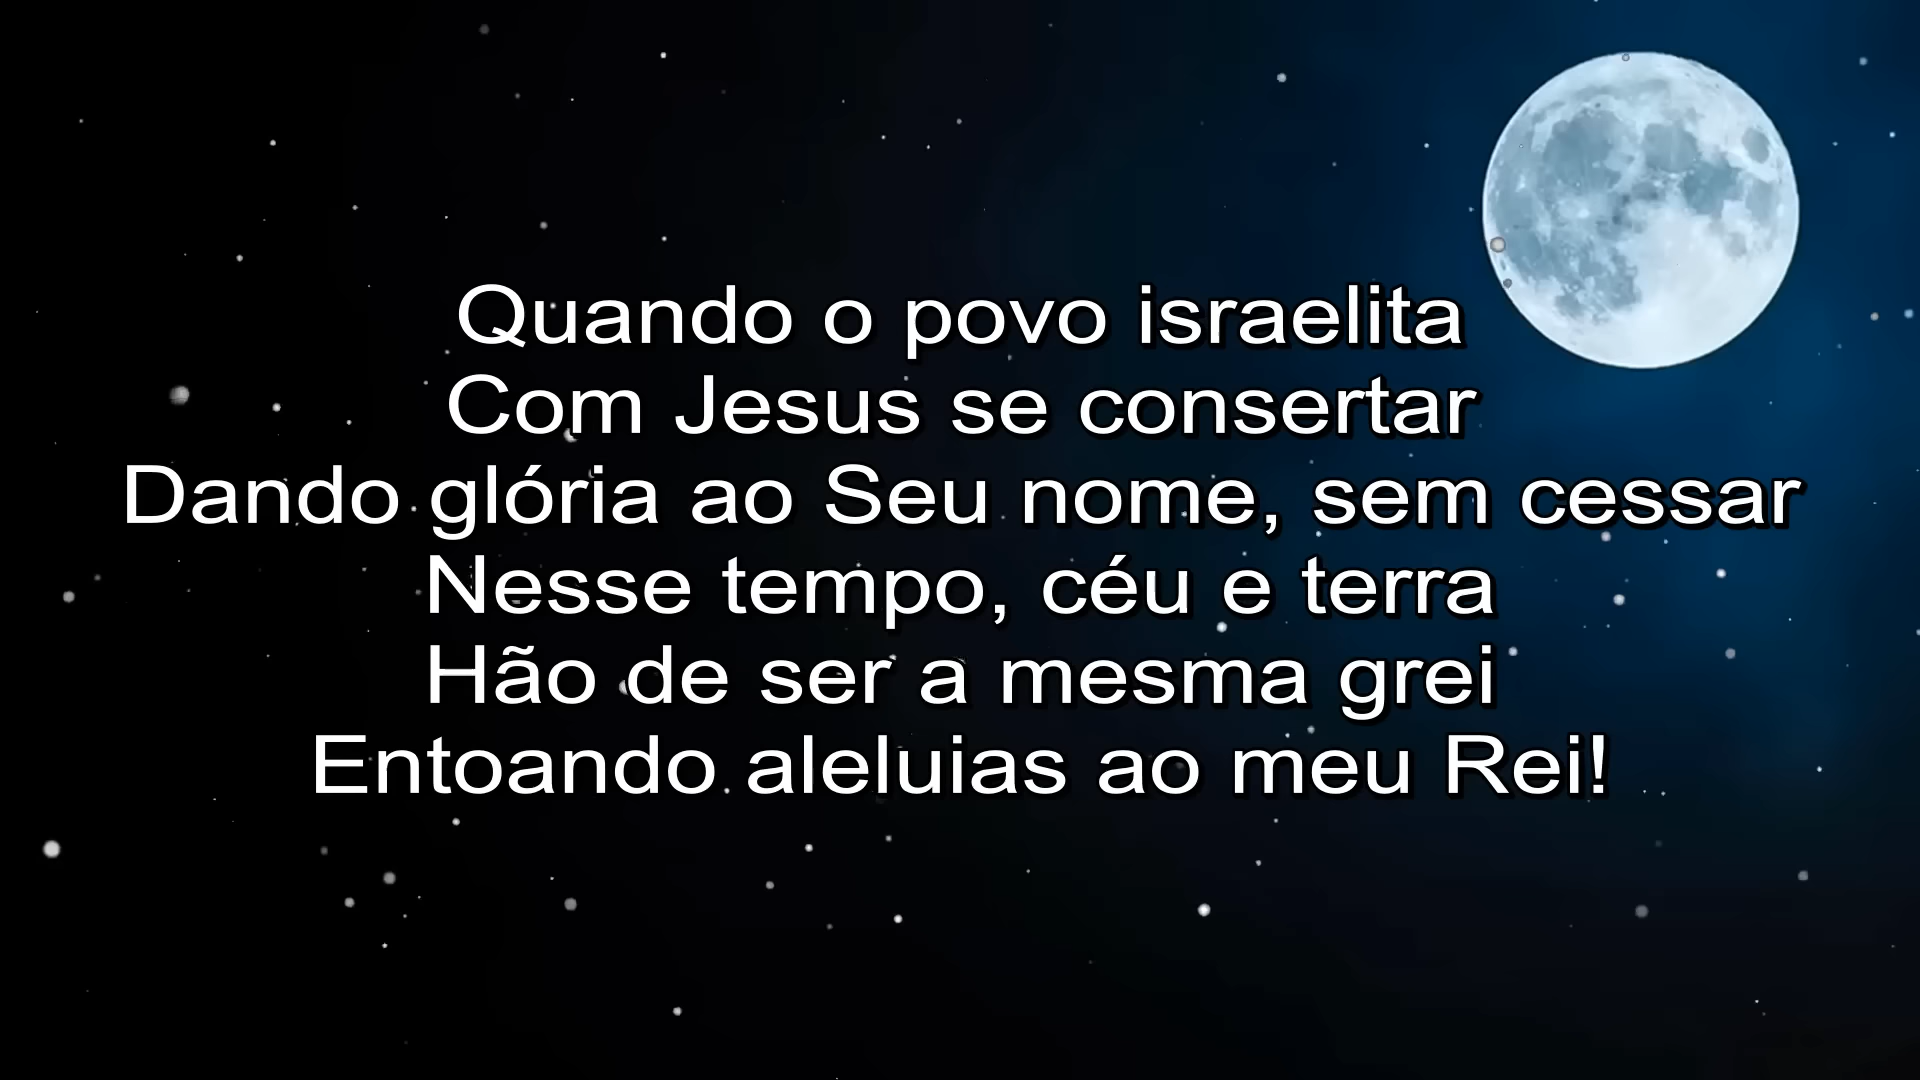 Quando o povo israelita
Com Jesus se consertar
Dando glória ao Seu nome, sem cessar
Nesse tempo, céu e terra
Hão de ser a mesma grei
Entoando aleluias ao meu Rei!